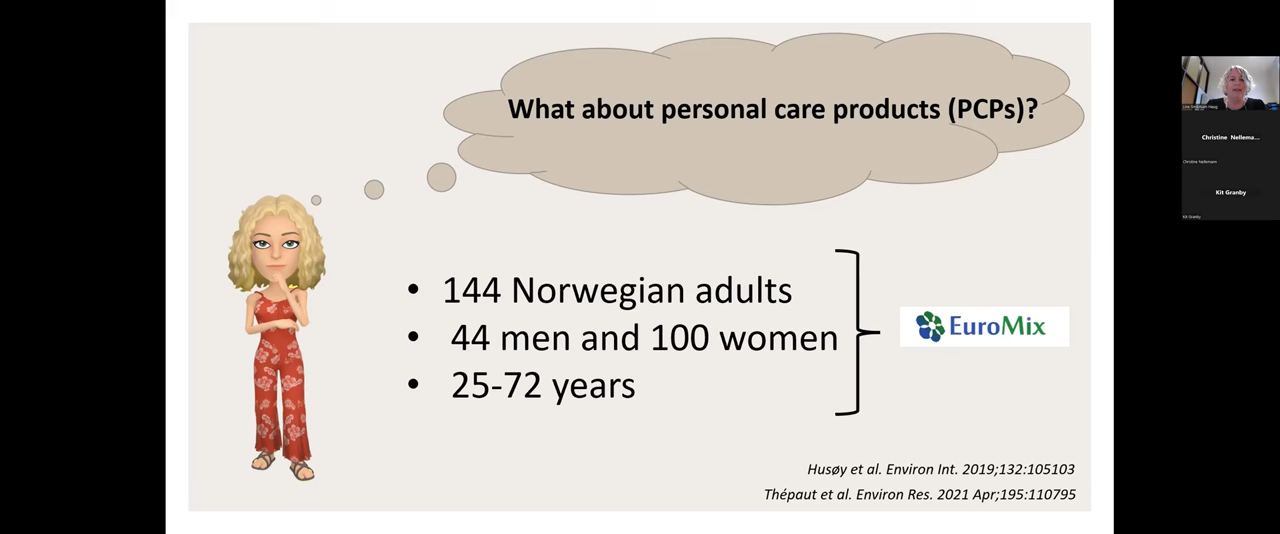 What about personal care products (PCPs)?
• 144 Norwegian adults
• 44 men and 100 women
• 25-72 years
EuroMix
Husøy et al. Environ Int. 2019;132:105103
Thépaut et al. Environ Res. 2021 Apr;195:110795
Christine Nellema...
Christine Nellemann
Kit Granby
Kit Granby